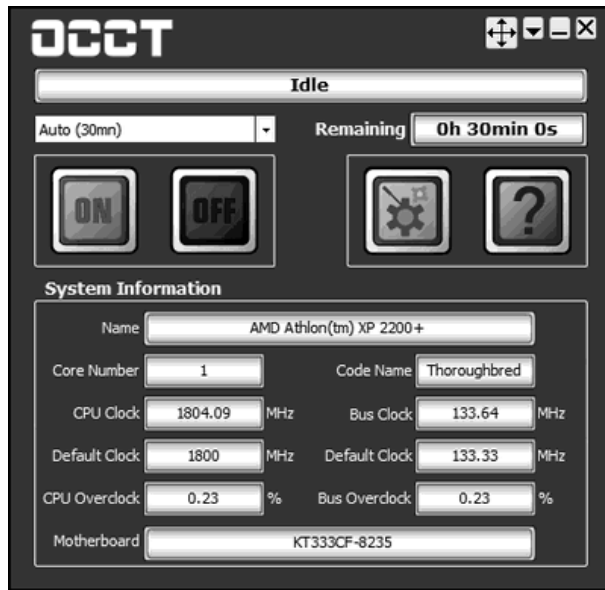 OCCT
Idle
Auto (30mn)
Remaining 0h 30min 0s
ON OFF ?
System Information
Name AMD Athlon(tm) XP 2200+
Core Number 1 Code Name Thoroughbred
CPU Clock 1804.09 MHz Bus Clock 133.64 MHz
Default Clock 1800 MHz Default Clock 133.33 MHz
CPU Overclock 0.23 % Bus Overclock 0.23 %
Motherboard KT333CF-8235